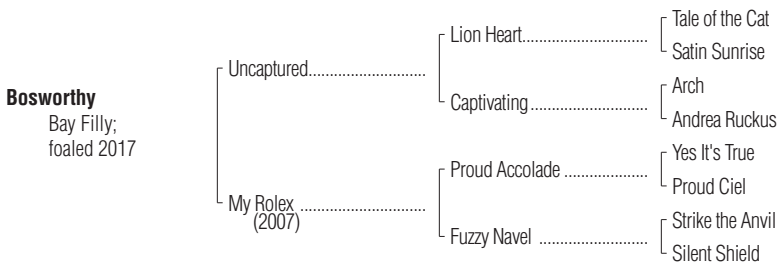 Bosworthy
Bay Filly;
foaled 2017
Uncaptured............................
My Rolex ..............................
(2007)
Lion Heart..............................
Captivating............................
Proud Accolade ....................
Fuzzy Navel ..........................
Tale of the Cat
Satin Sunrise
Arch
Andrea Ruckus
Yes It's True
Proud Ciel
Strike the Anvil
Silent Shield